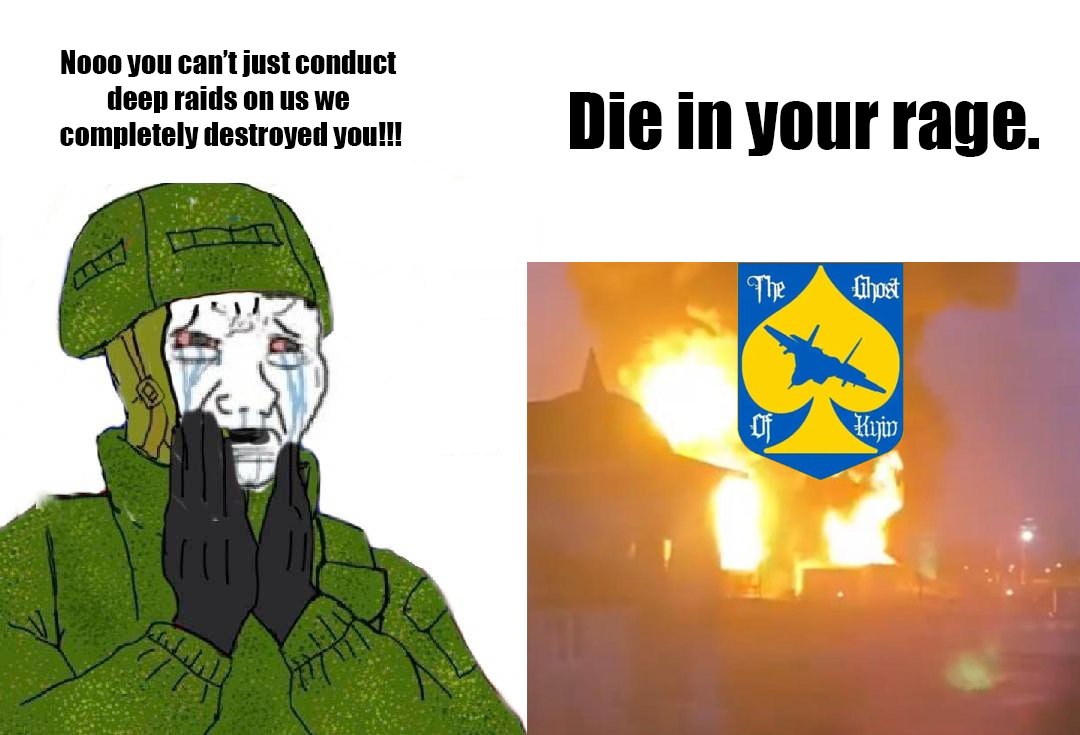 Nooo you can't just conduct
deep raids on us we
completely destroyed you!!!
Die in your rage.
The Ghost
Of Kyiv